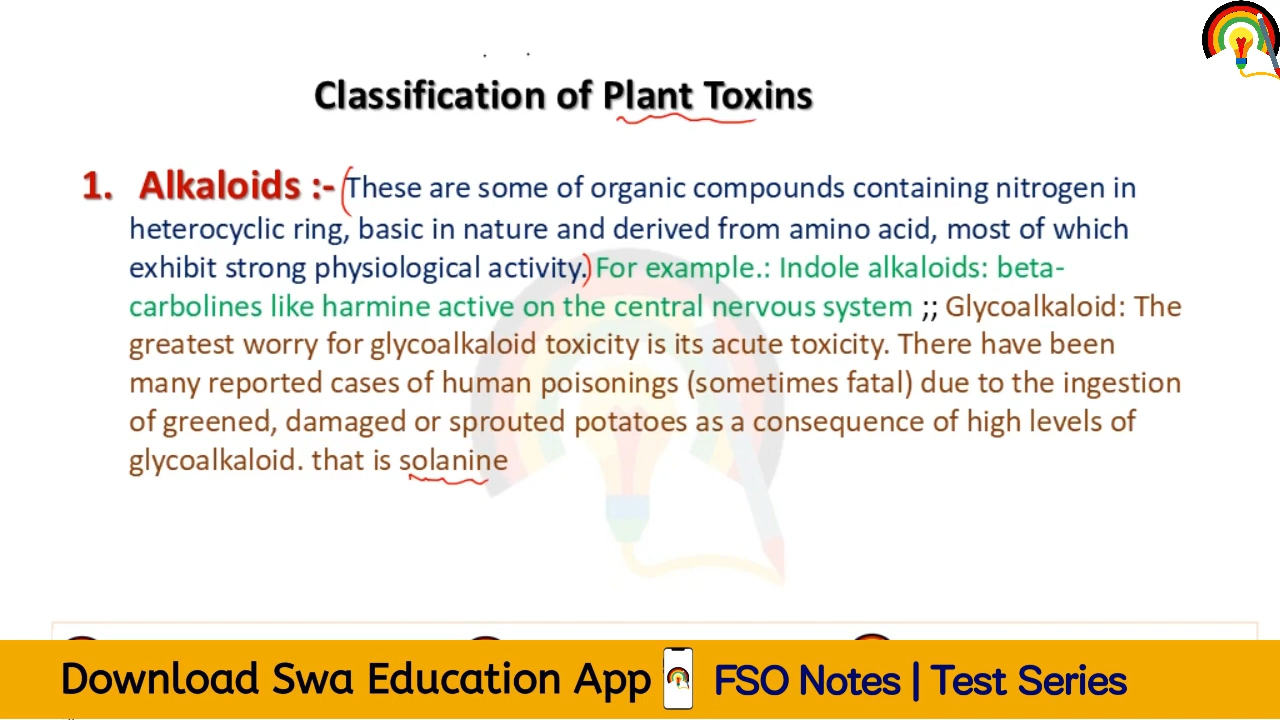 Classification of Plant Toxins
1. Alkaloids :- These are some of organic compounds containing nitrogen in
heterocyclic ring, basic in nature and derived from amino acid, most of which
exhibit strong physiological activity. For example.: Indole alkaloids: beta-
carbolines like harmine active on the central nervous system ;; Glycoalkaloid: The
greatest worry for glycoalkaloid toxicity is its acute toxicity. There have been
many reported cases of human poisonings (sometimes fatal) due to the ingestion
of greened, damaged or sprouted potatoes as a consequence of high levels of
glycoalkaloid. that is solanine
Download Swa Education App FSO Notes | Test Series